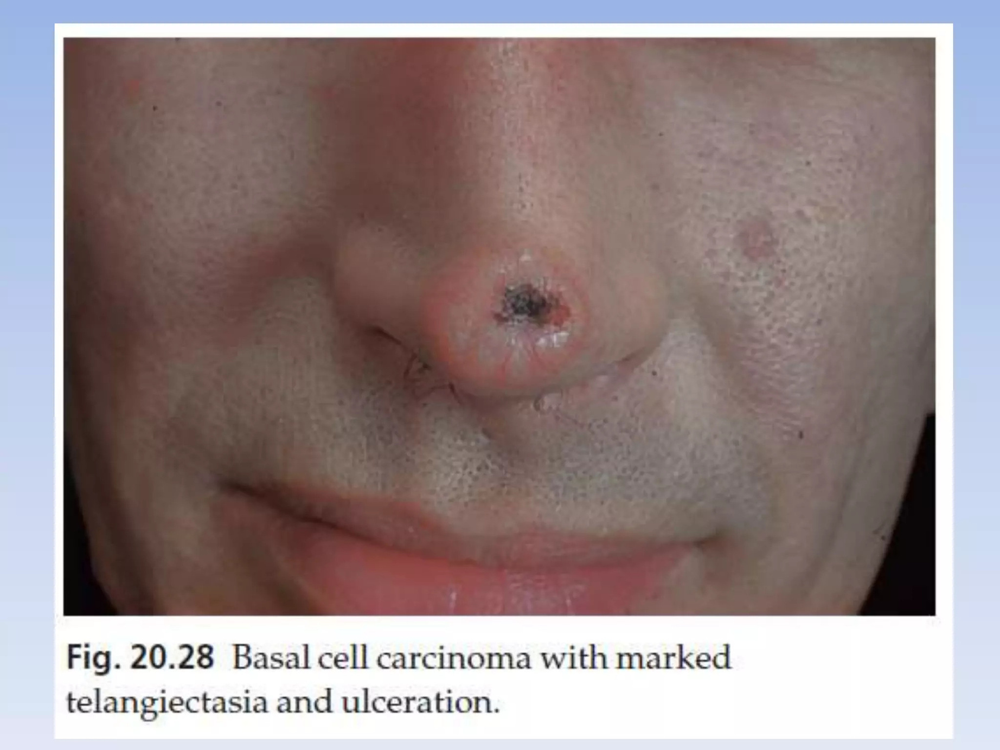 Fig. 20.28 Basal cell carcinoma with marked
telangiectasia and ulceration.